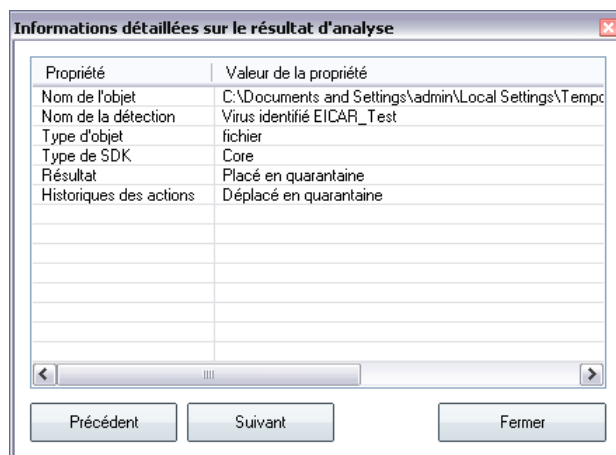 Informations détaillées sur le résultat d'analyse
Propriété Valeur de la propriété
Nom de l'objet C:\Documents and Settings\admin\Local Settings\Tempo
Nom de la détection Virus identifié EICAR_Test
Type d'objet fichier
Type de SDK Core
Résultat Placé en quarantaine
Historiques des actions Déplacé en quarantaine
Précédent Suivant Fermer